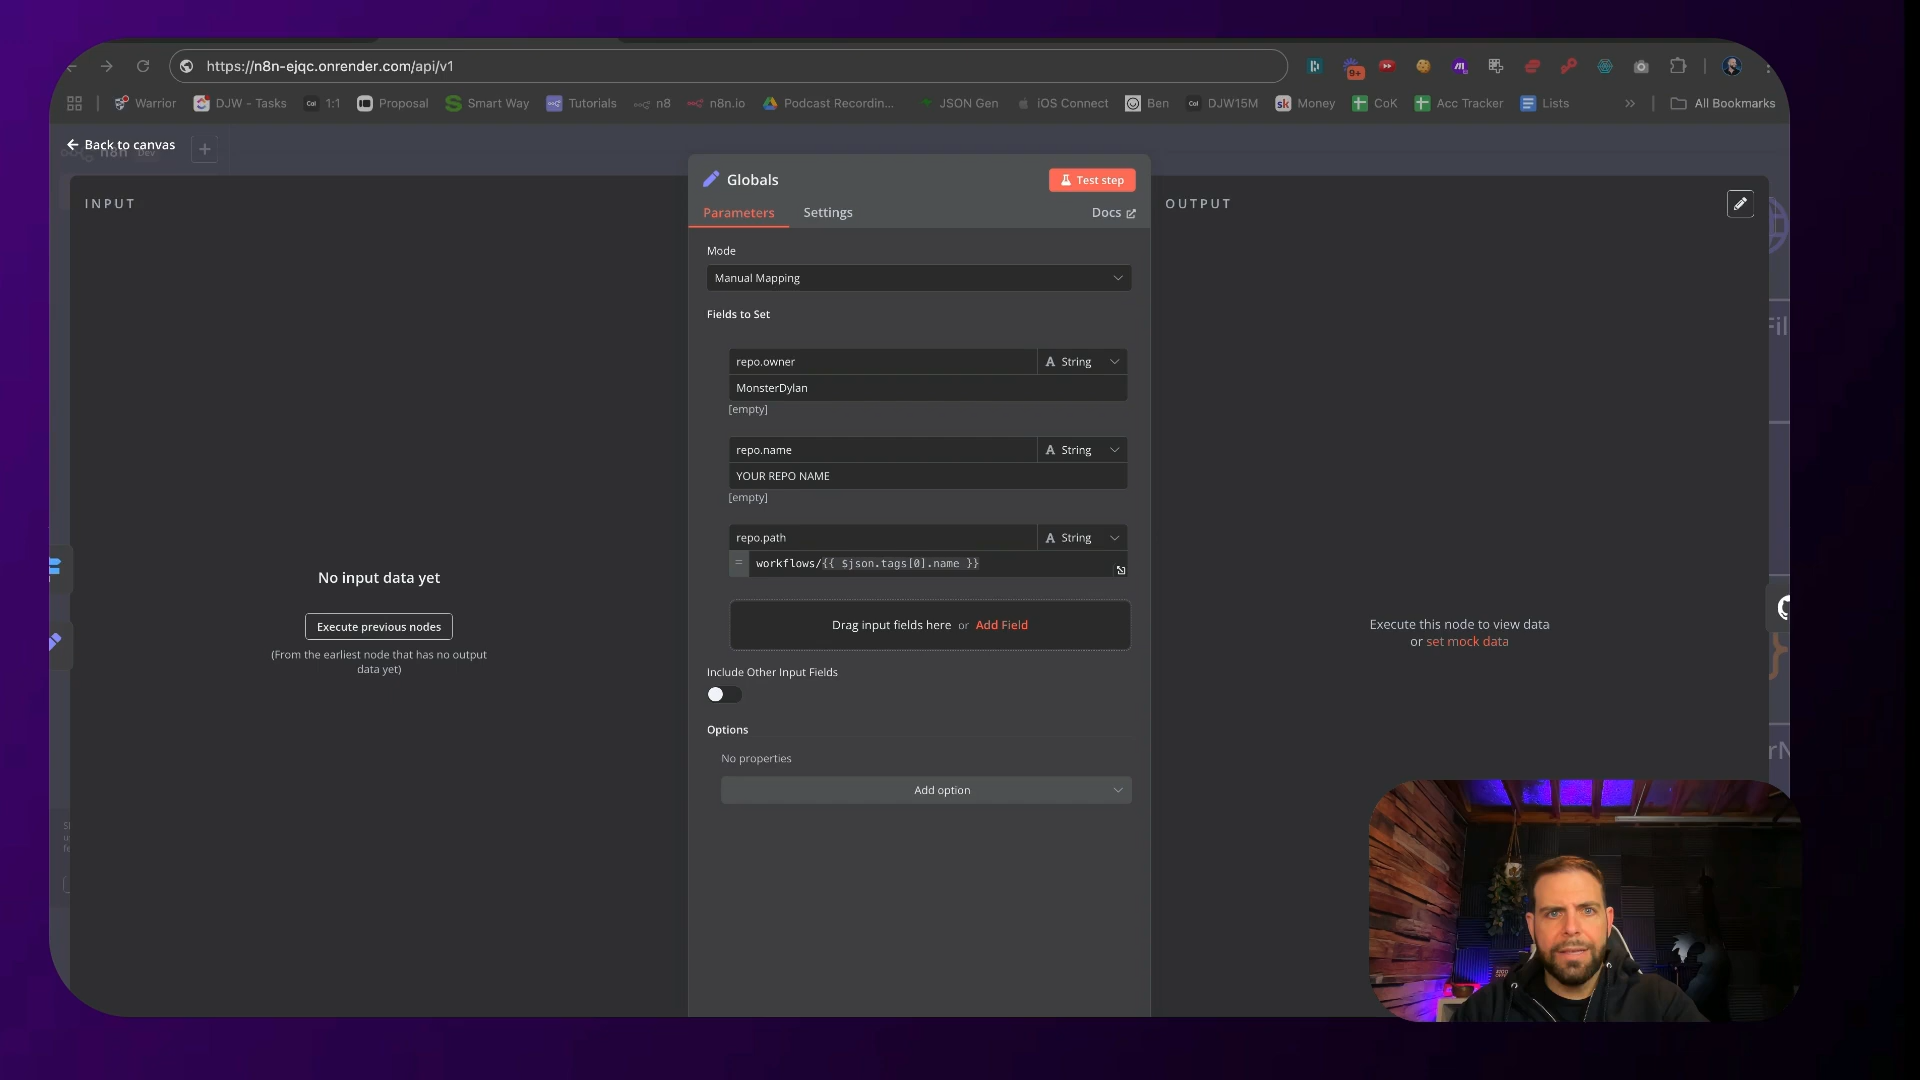 https://n8n-ejqc.onrender.com/api/v1
9+
Warrior
DJW - Tasks
Cal 1:1
Proposal
Smart Way
Tutorials
n8
n8n.io
Podcast Recordin...
JSON Gen
iOS Connect
Ben
Cal DJW15M
sk Money
CoK
Acc Tracker
Lists
All Bookmarks
Back to canvas
n8n
Globals
Test step
INPUT
Parameters
Settings
Docs
OUTPUT
Mode
Manual Mapping
Fields to Set
repo.owner
A String
MonsterDylan
[empty]
repo.name
A String
YOUR REPO NAME
[empty]
repo.path
A String
= workflows/{{ $json.tags[0].name }}
No input data yet
Execute previous nodes
(From the earliest node that has no output
data yet)
Drag input fields here or Add Field
Execute this node to view data
or set mock data
Include Other Input Fields
Options
No properties
Add option